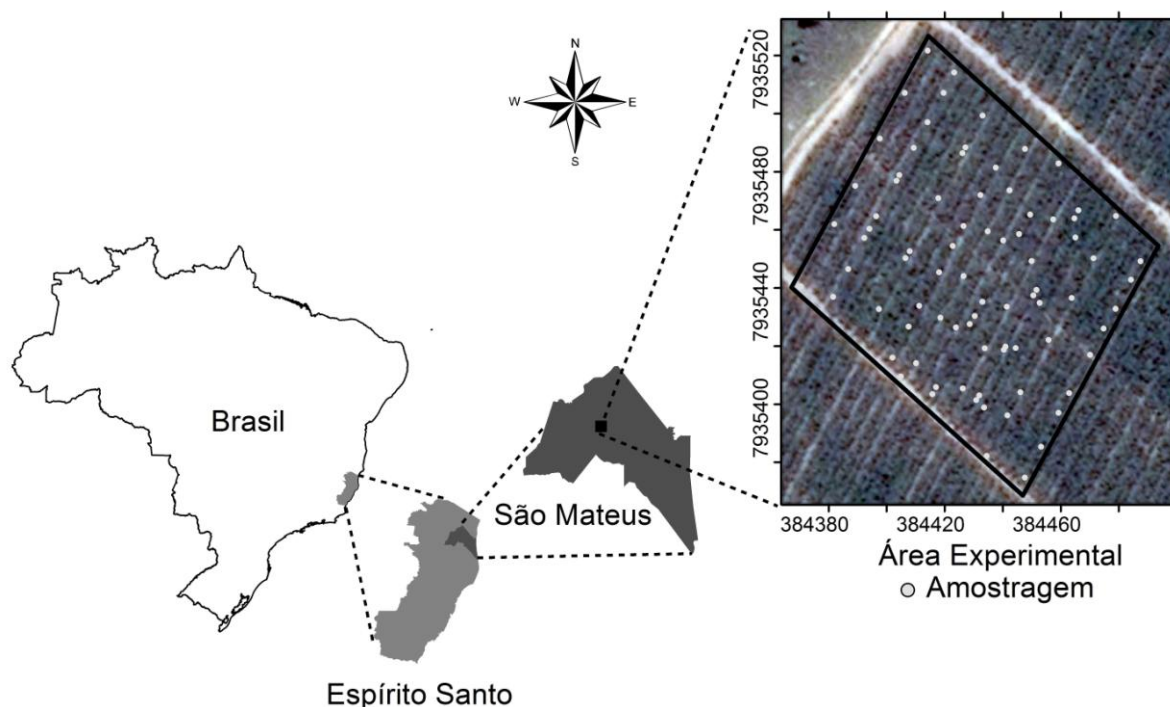 N
W
E
S
Brasil
São Mateus
Espírito Santo
7935520
7935480
7935440
7935400
384380
384420
384460
Área Experimental
Amostragem